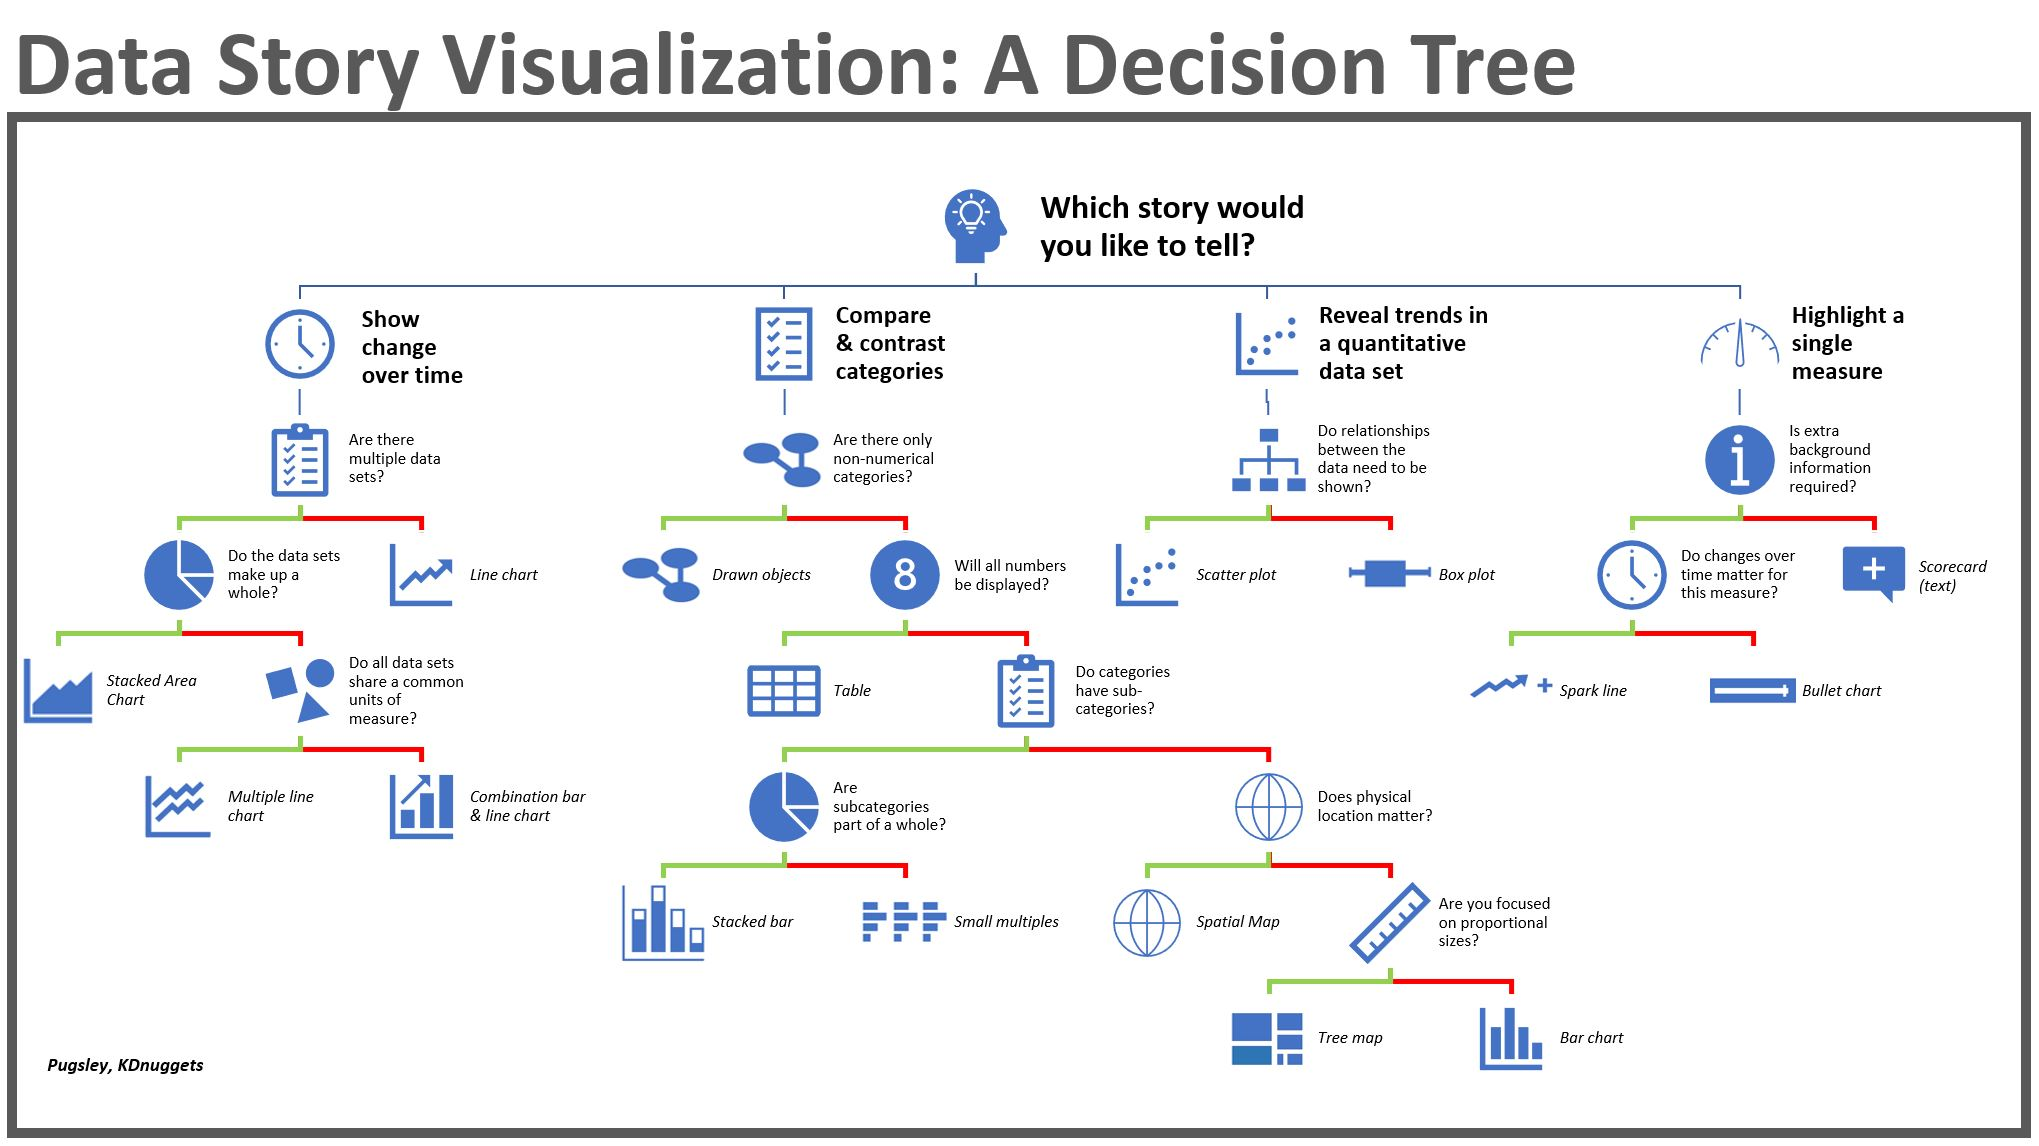 Data Story Visualization: A Decision Tree
Which story would
you like to tell?
Show
change
over time
Compare
& contrast
categories
Reveal trends in
a quantitative
data set
Highlight a
single
measure
Are there
multiple data
sets?
Are there only
non-numerical
categories?
Do relationships
between the
data need to be
shown?
Is extra
background
information
required?
Do the data sets
make up a
whole?
Line chart
Drawn objects
8
Will all numbers
be displayed?
Scatter plot
Box plot
Do changes over
time matter for
this measure?
Scorecard
(text)
Stacked Area
Chart
Do all data sets
share a common
units of
measure?
Table
Do categories
have sub-
categories?
Spark line
Bullet chart
Multiple line
chart
Combination bar
& line chart
Are
subcategories
part of a whole?
Does physical
location matter?
Stacked bar
Small multiples
Spatial Map
Are you focused
on proportional
sizes?
Tree map
Bar chart
Pugsley, KDnuggets